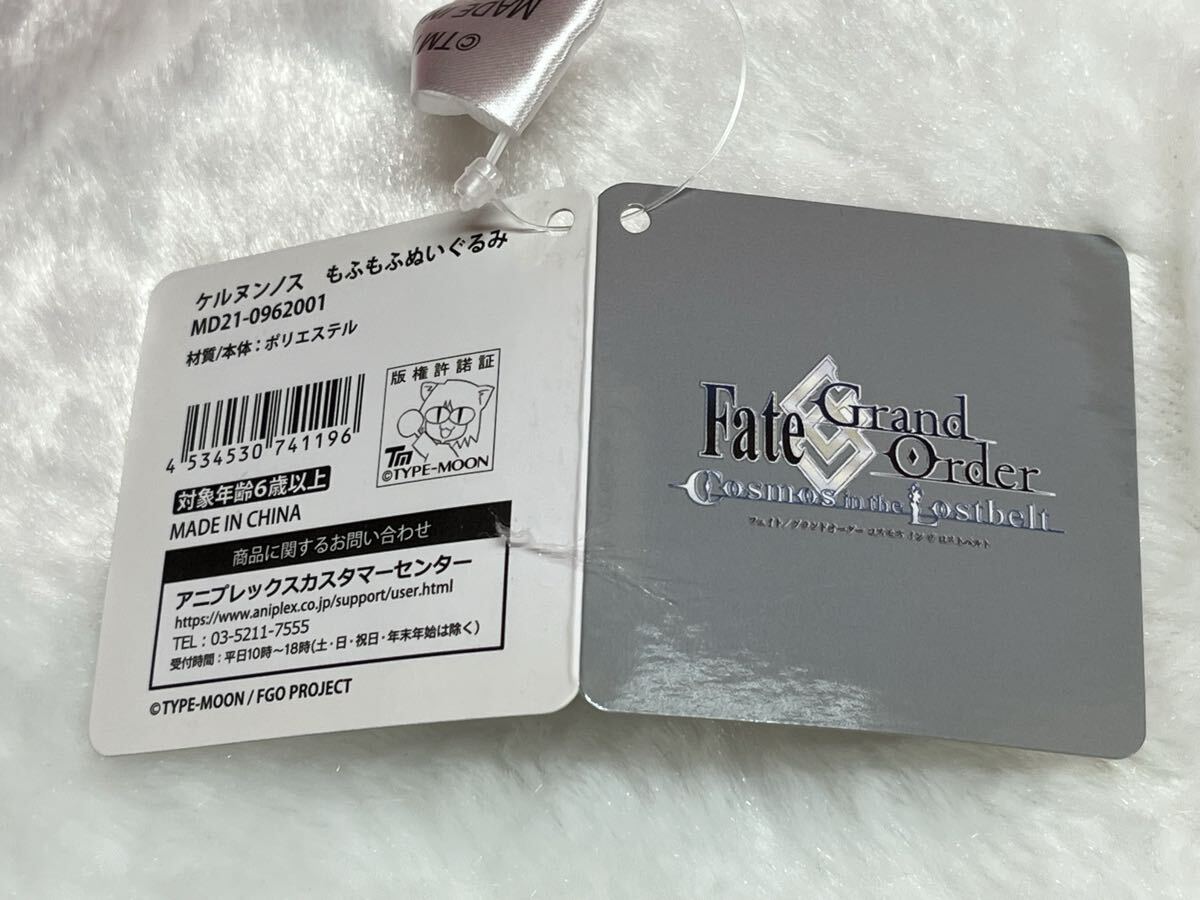 ©TM
MADE IN
ケルヌンノス もふもふぬいぐるみ
MD21-0962001
材質/本体：ポリエステル
版権許諾証
TM
©TYPE-MOON
4 534530 741196
対象年齢6歳以上
MADE IN CHINA
商品に関するお問い合わせ
アニプレックスカスタマーセンター
https://www.aniplex.co.jp/support/user.html
TEL：03-5211-7555
受付時間：平日10時～18時(土・日・祝日・年末年始は除く)
©TYPE-MOON / FGO PROJECT
Fate Grand
Order
Cosmos in the Lostbelt
フェイト/グランドオーダー コスモス イン ザ ロストベルト